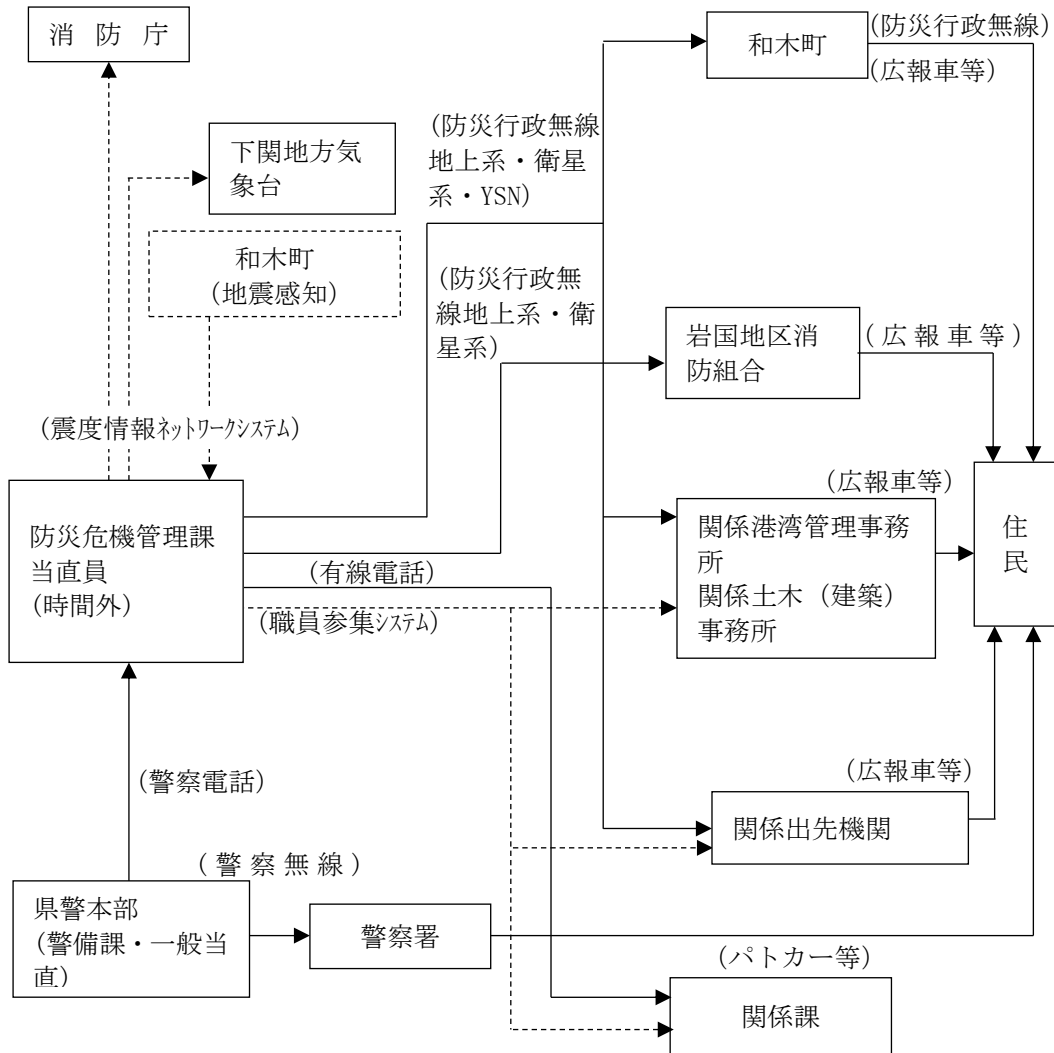 消 防 庁
和木町
(防災行政無線)
(広報車等)
下関地方気
象台
(防災行政無線
地上系・衛星
系・YSN)
和木町
(地震感知)
(防災行政無
線地上系・衛
星系)
岩国地区消
防組合
(広報車等)
(震度情報ﾈｯﾄﾜｰｸｼｽﾃﾑ)
防災危機管理課
当直員
(時間外)
(有線電話)
(職員参集ｼｽﾃﾑ)
(広報車等)
関係港湾管理事務
所
関係土木（建築）
事務所
住
民
(警察電話)
(広報車等)
関係出先機関
(警察無線)
県警本部
(警備課・一般当
直)
警察署
(パトカー等)
関係課